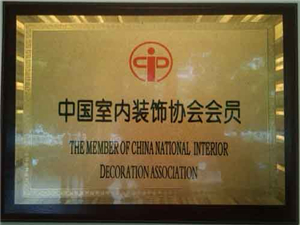 中国室内装饰协会会员
THE MEMBER OF CHINA NATIONAL INTERIOR
DECORATION ASSOCIATION